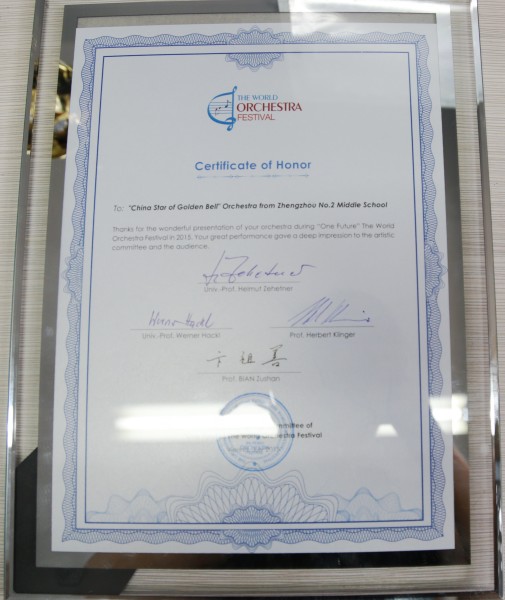 THE WORLD
ORCHESTRA
FESTIVAL
Certificate of Honor
To: "China Star of Golden Bell" Orchestra from Zhengzhou No.2 Middle School
Thanks for the wonderful presentation of your orchestra during "One Future" The World
Orchestra Festival in 2015. Your great performance gave a deep impression to the artistic
committee and the audience.
Univ.-Prof. Helmut Zehetner
Univ.-Prof. Werner Hackl
Prof. Herbert Klinger
卞祖善
Prof. BIAN Zushan
of
The World Orchestra Festival